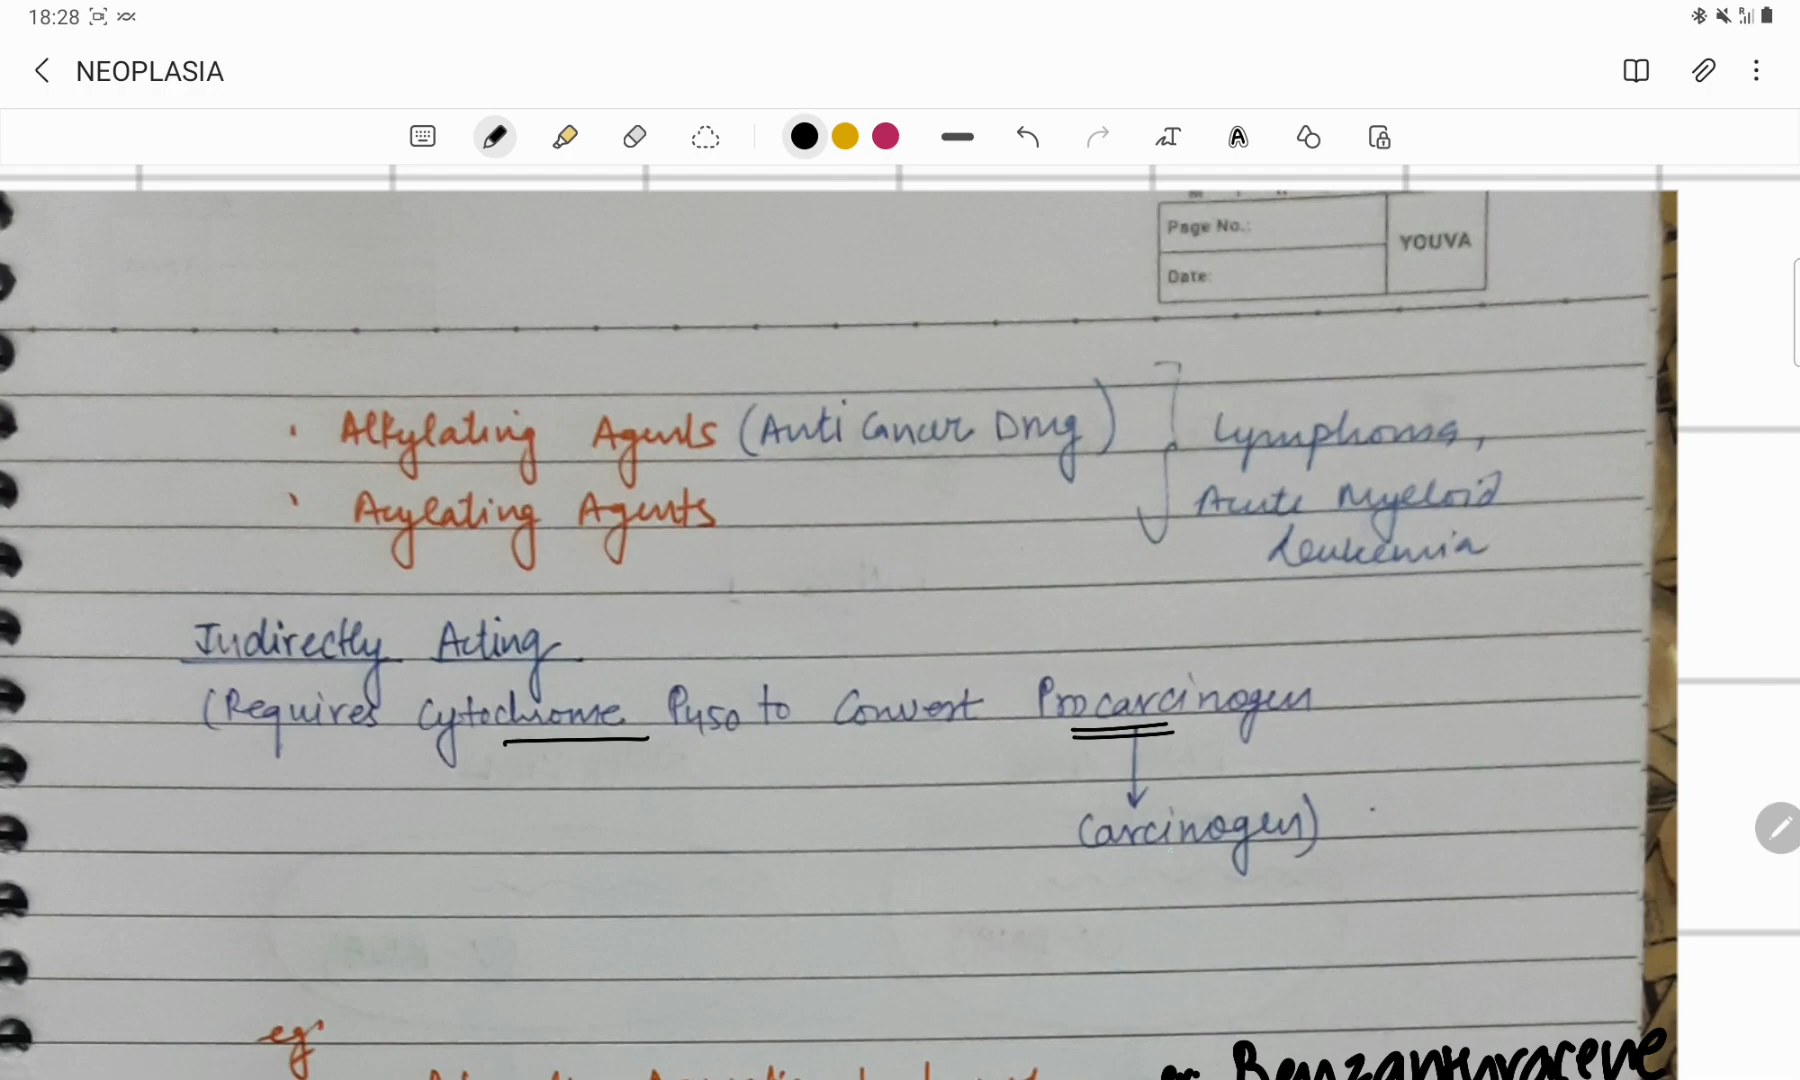 18:28
NEOPLASIA
Page No.:
YOUVA
Date:
• Alkylating Agents (Anti Cancer Drug)
Lymphoma,
• Acylating Agents
Acute Myeloid
Leukemia
Indirectly Acting
(Requires Cytochrome P450 to Convert Procarcinogen
Carcinogen)
eg
Benzanthracene